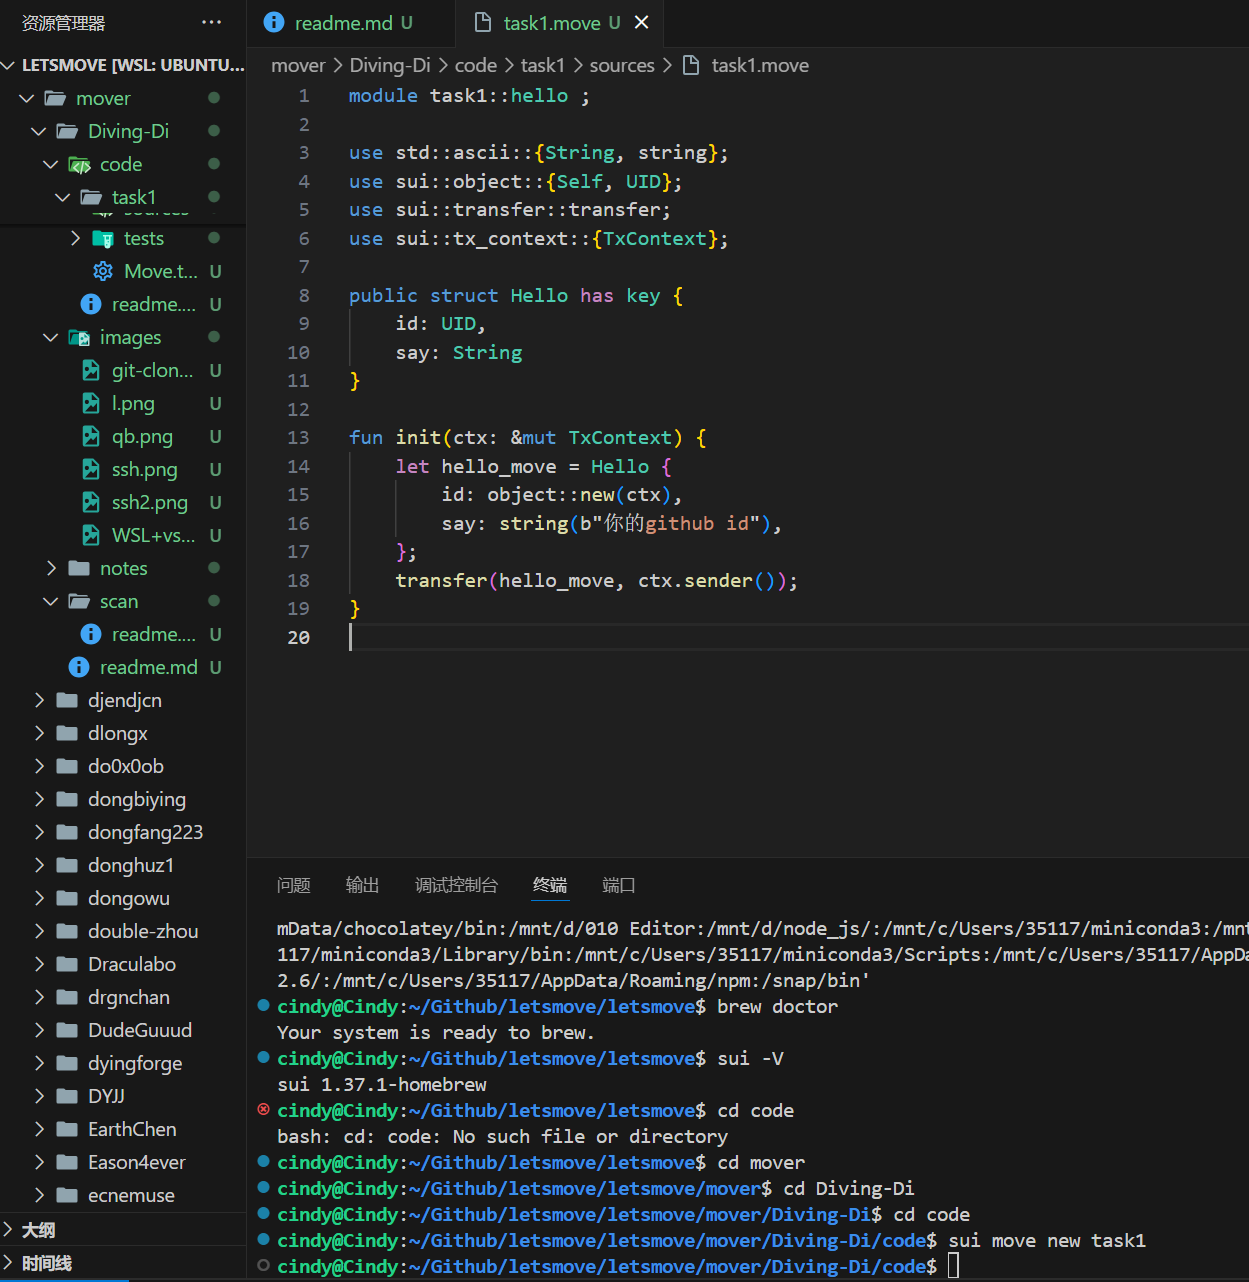 资源管理器 ···
LETSMOVE [WSL: UBUNTU...
mover
Diving-Di
code
task1
sources
tests
Move.t... U
readme.... U
images
git-clon... U
l.png U
qb.png U
ssh.png U
ssh2.png U
WSL+vs... U
notes
scan
readme.... U
readme.md U
djendjcn
dlongx
do0x0ob
dongbiying
dongfang223
donghuz1
dongowu
double-zhou
Draculabo
drgnchan
DudeGuuud
dyingforge
DYJJ
EarthChen
Eason4ever
ecnemuse
大纲
时间线
readme.md U
task1.move U
mover > Diving-Di > code > task1 > sources > task1.move
1 module task1::hello ;
2
3 use std::ascii::{String, string};
4 use sui::object::{Self, UID};
5 use sui::transfer::transfer;
6 use sui::tx_context::{TxContext};
7
8 public struct Hello has key {
9 id: UID,
10 say: String
11 }
12
13 fun init(ctx: &mut TxContext) {
14 let hello_move = Hello {
15 id: object::new(ctx),
16 say: string(b"你的github id"),
17 };
18 transfer(hello_move, ctx.sender());
19 }
20
问题 输出 调试控制台 终端 端口
mData/chocolatey/bin:/mnt/d/010 Editor:/mnt/d/node_js/:/mnt/c/Users/35117/miniconda3:/mnt
117/miniconda3/Library/bin:/mnt/c/Users/35117/miniconda3/Scripts:/mnt/c/Users/35117/AppDa
2.6/:/mnt/c/Users/35117/AppData/Roaming/npm:/snap/bin'
cindy@Cindy:~/Github/letsmove/letsmove$ brew doctor
Your system is ready to brew.
cindy@Cindy:~/Github/letsmove/letsmove$ sui -V
sui 1.37.1-homebrew
cindy@Cindy:~/Github/letsmove/letsmove$ cd code
bash: cd: code: No such file or directory
cindy@Cindy:~/Github/letsmove/letsmove$ cd mover
cindy@Cindy:~/Github/letsmove/letsmove/mover$ cd Diving-Di
cindy@Cindy:~/Github/letsmove/letsmove/mover/Diving-Di$ cd code
cindy@Cindy:~/Github/letsmove/letsmove/mover/Diving-Di/code$ sui move new task1
cindy@Cindy:~/Github/letsmove/letsmove/mover/Diving-Di/code$